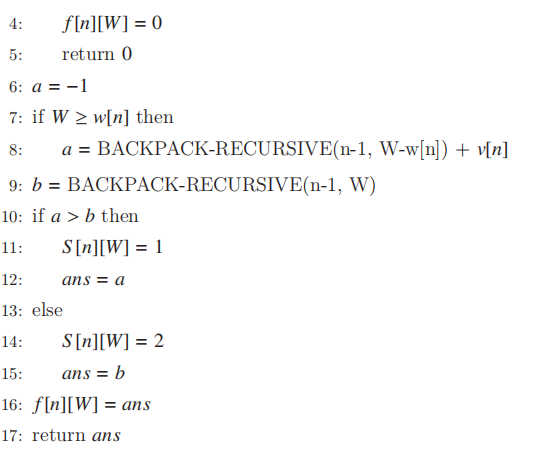 4: f[n][W] = 0
5: return 0
6: a = −1
7: if W ≥ w[n] then
8: a = BACKPACK-RECURSIVE(n-1, W-w[n]) + v[n]
9: b = BACKPACK-RECURSIVE(n-1, W)
10: if a > b then
11: S[n][W] = 1
12: ans = a
13: else
14: S[n][W] = 2
15: ans = b
16: f[n][W] = ans
17: return ans